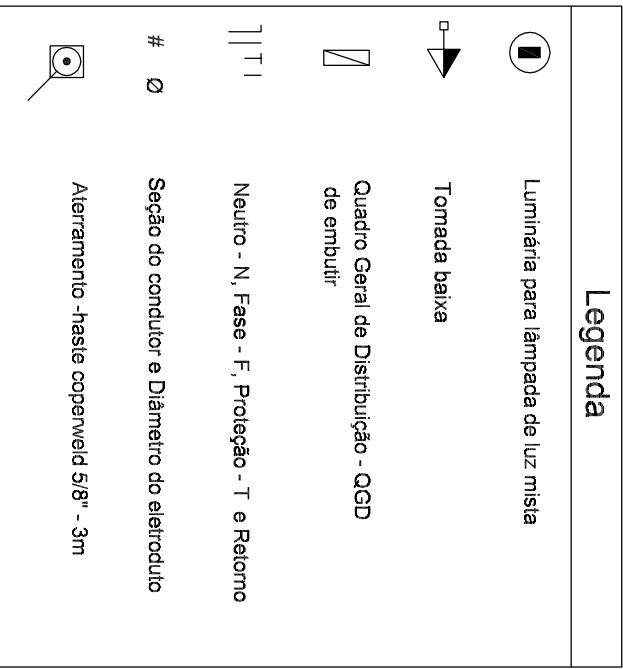 Legenda
Luminária para lâmpada de luz mista
Tomada baixa
Quadro Geral de Distribuição - QGD
de embutir
Neutro - N, Fase - F, Proteção - T e Retorno
# Ø Seção do condutor e Diâmetro do eletroduto
Aterramento -haste coperweld 5/8" - 3m